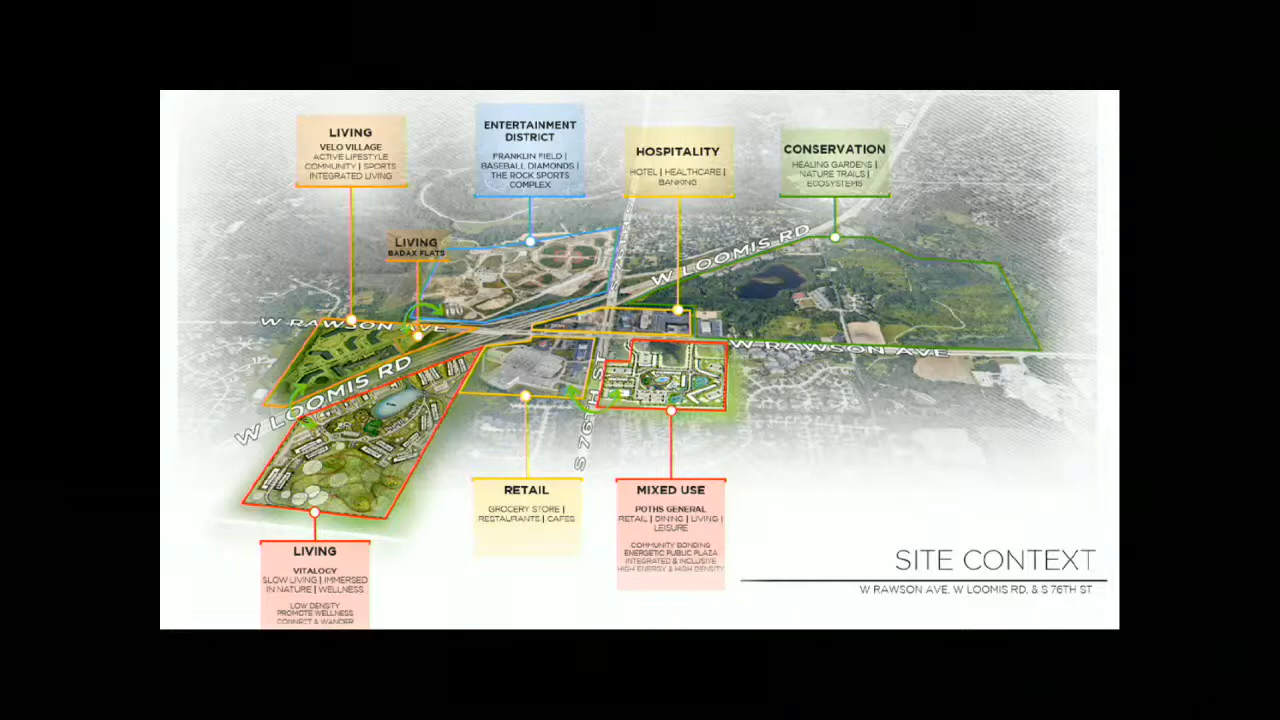 LIVING
VELO VILLAGE
ACTIVE LIFESTYLE
COMMUNITY | SPORTS
INTEGRATED LIVING
ENTERTAINMENT
DISTRICT
FRANKLIN FIELD |
BASEBALL DIAMONDS |
THE ROCK SPORTS
COMPLEX
HOSPITALITY
HOTEL | HEALTHCARE |
BANKING
CONSERVATION
HEALING GARDENS |
NATURE TRAILS |
ECOSYSTEMS
LIVING
BADAX FLATS
W LOOMIS RD
W RAWSON AVE
W RAWSON AVE
W LOOMIS RD
S 76TH ST
RETAIL
GROCERY STORE |
RESTAURANTS | CAFES
MIXED USE
POTHS GENERAL
RETAIL | DINING | LIVING |
LEISURE
COMMUNITY BONDING
ENERGETIC PUBLIC PLAZA
INTEGRATED & INCLUSIVE
HIGH ENERGY & HIGH DENSITY
LIVING
VITALOGY
SLOW LIVING | IMMERSED
IN NATURE | WELLNESS
LOW DENSITY
PROMOTE WELLNESS
CONNECT & WANDER
SITE CONTEXT
W RAWSON AVE, W LOOMIS RD, & S 76TH ST